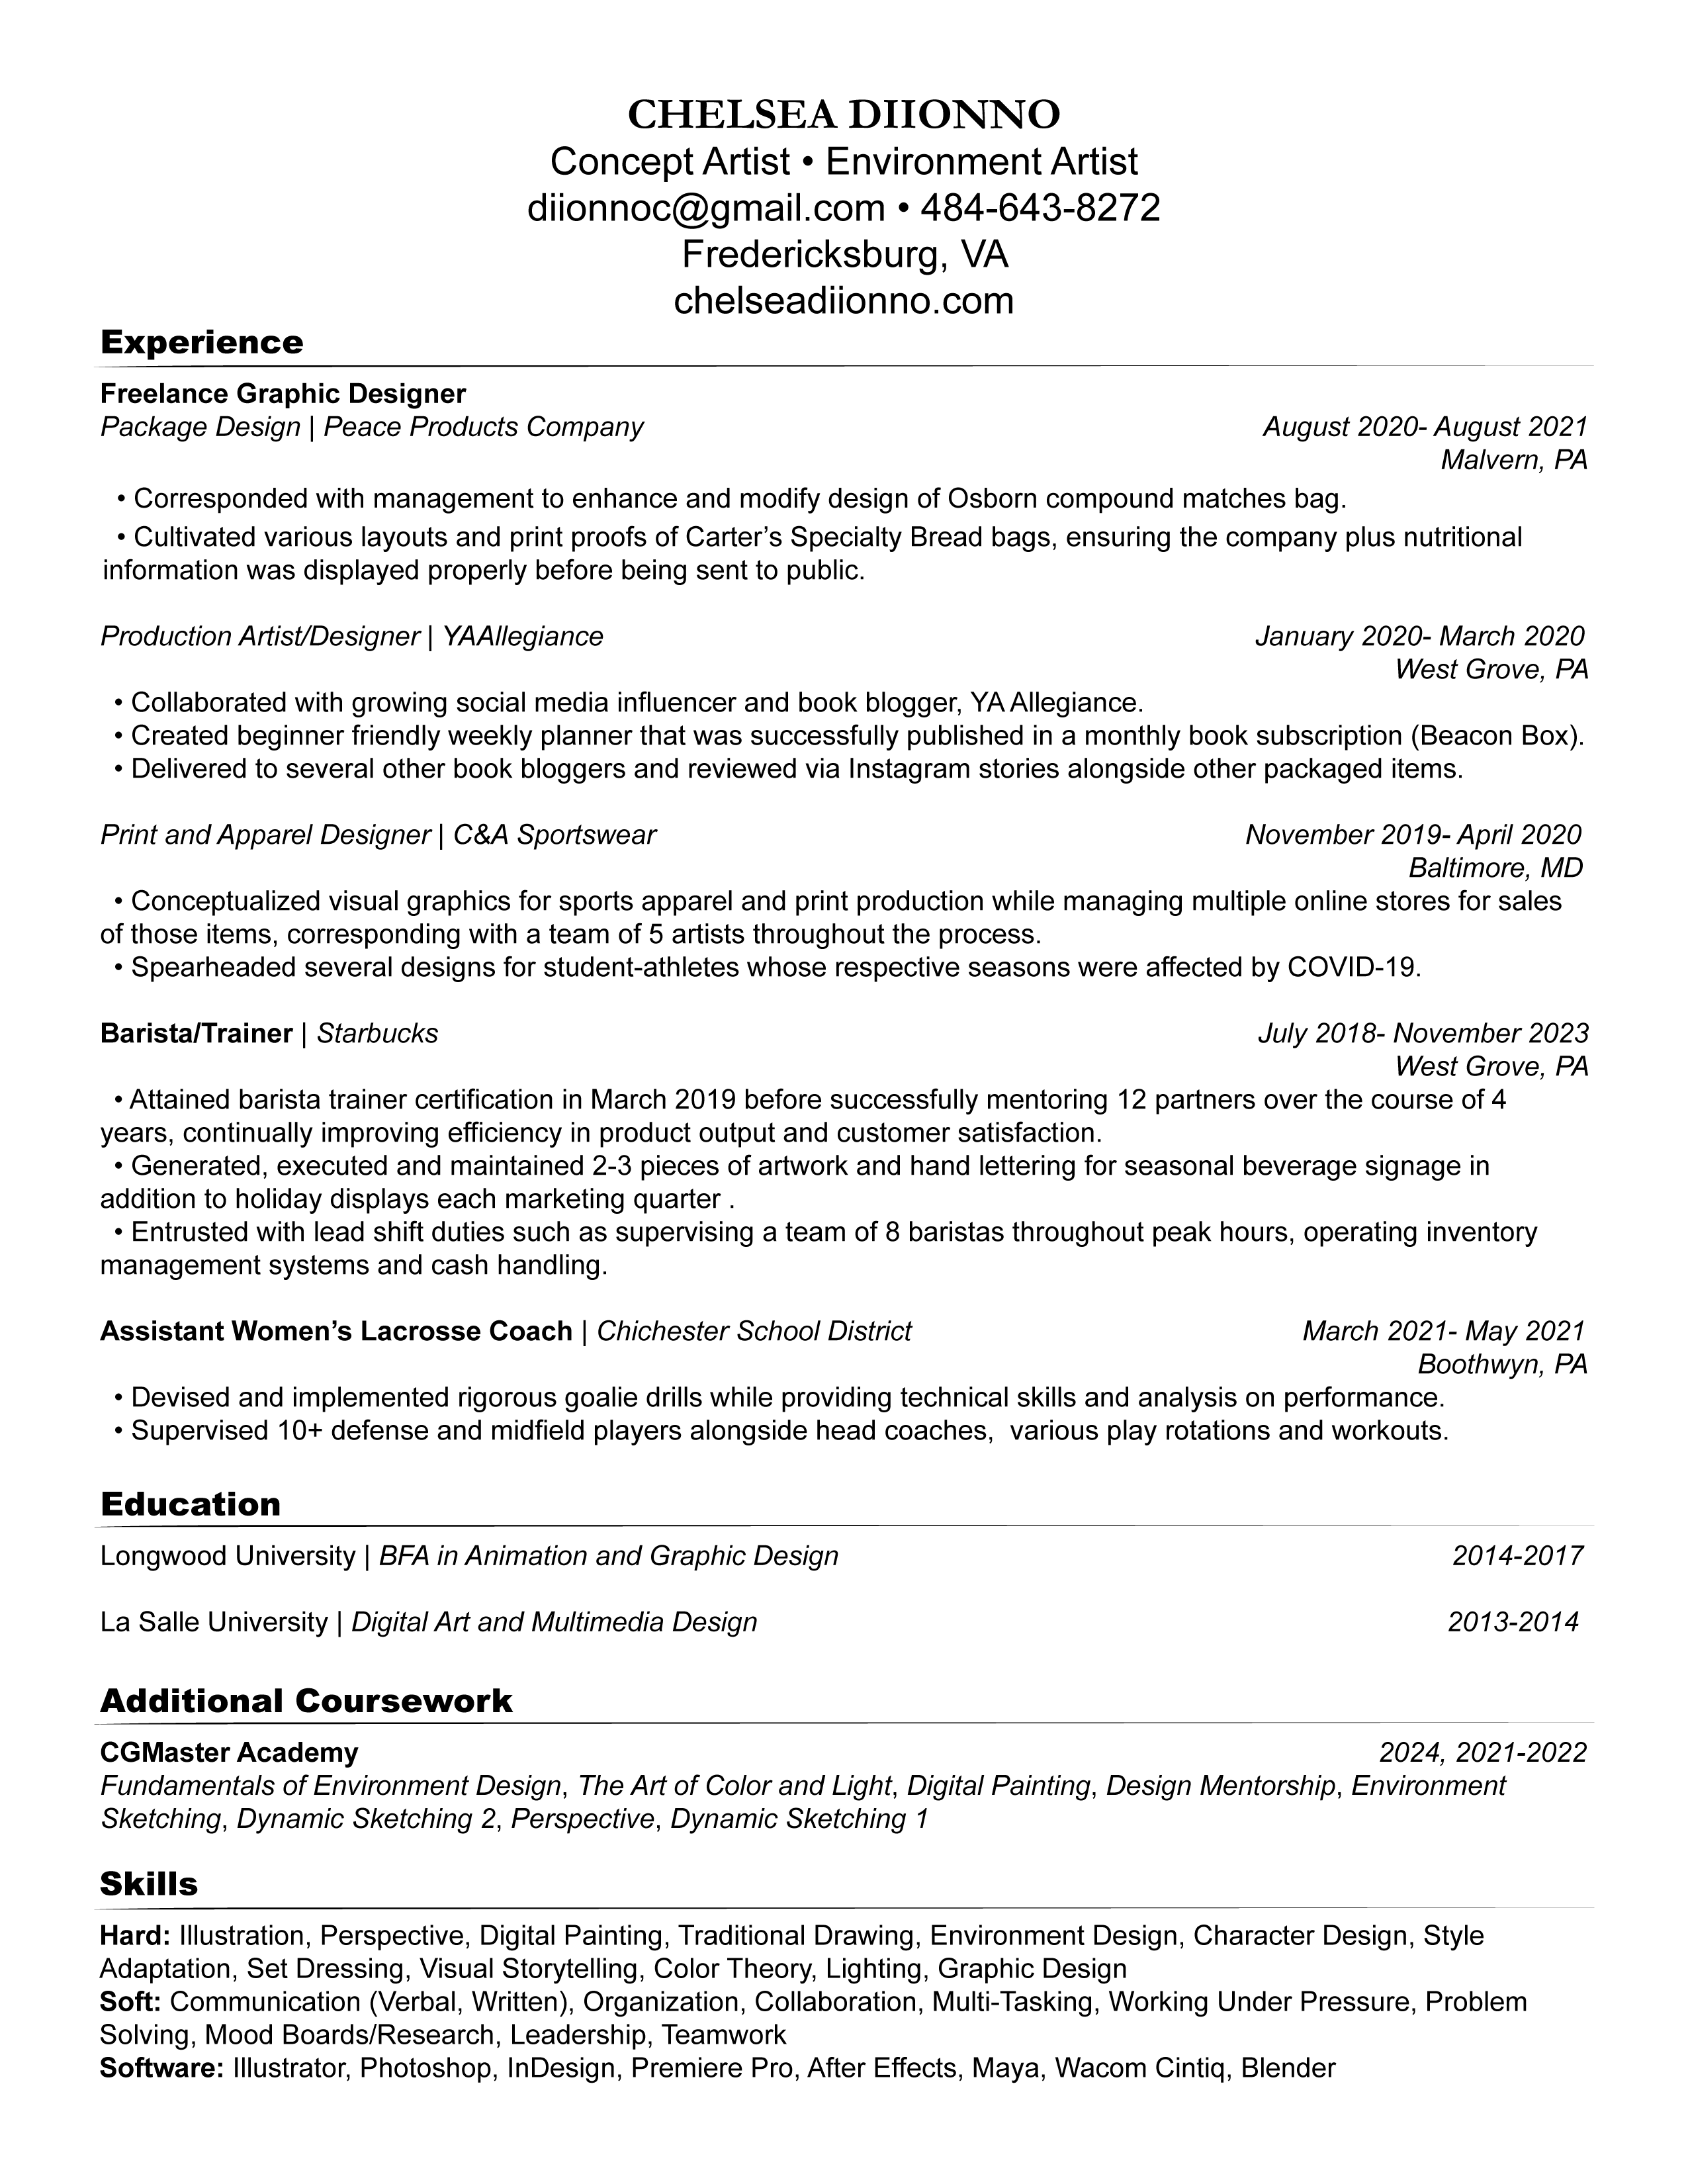 CHELSEA DIIONNO
Concept Artist • Environment Artist
diionnoc@gmail.com • 484-643-8272
Fredericksburg, VA
chelseadiionno.com
Experience
Freelance Graphic Designer
Package Design | Peace Products Company August 2020- August 2021
Malvern, PA
• Corresponded with management to enhance and modify design of Osborn compound matches bag.
• Cultivated various layouts and print proofs of Carter’s Specialty Bread bags, ensuring the company plus nutritional
information was displayed properly before being sent to public.
Production Artist/Designer | YAAllegiance January 2020- March 2020
West Grove, PA
• Collaborated with growing social media influencer and book blogger, YA Allegiance.
• Created beginner friendly weekly planner that was successfully published in a monthly book subscription (Beacon Box).
• Delivered to several other book bloggers and reviewed via Instagram stories alongside other packaged items.
Print and Apparel Designer | C&A Sportswear November 2019- April 2020
Baltimore, MD
• Conceptualized visual graphics for sports apparel and print production while managing multiple online stores for sales
of those items, corresponding with a team of 5 artists throughout the process.
• Spearheaded several designs for student-athletes whose respective seasons were affected by COVID-19.
Barista/Trainer | Starbucks July 2018- November 2023
West Grove, PA
• Attained barista trainer certification in March 2019 before successfully mentoring 12 partners over the course of 4
years, continually improving efficiency in product output and customer satisfaction.
• Generated, executed and maintained 2-3 pieces of artwork and hand lettering for seasonal beverage signage in
addition to holiday displays each marketing quarter .
• Entrusted with lead shift duties such as supervising a team of 8 baristas throughout peak hours, operating inventory
management systems and cash handling.
Assistant Women’s Lacrosse Coach | Chichester School District March 2021- May 2021
Boothwyn, PA
• Devised and implemented rigorous goalie drills while providing technical skills and analysis on performance.
• Supervised 10+ defense and midfield players alongside head coaches,  various play rotations and workouts.
Education
Longwood University | BFA in Animation and Graphic Design 2014-2017
La Salle University | Digital Art and Multimedia Design 2013-2014
Additional Coursework
CGMaster Academy 2024, 2021-2022
Fundamentals of Environment Design, The Art of Color and Light, Digital Painting, Design Mentorship, Environment
Sketching, Dynamic Sketching 2, Perspective, Dynamic Sketching 1
Skills
Hard: Illustration, Perspective, Digital Painting, Traditional Drawing, Environment Design, Character Design, Style
Adaptation, Set Dressing, Visual Storytelling, Color Theory, Lighting, Graphic Design
Soft: Communication (Verbal, Written), Organization, Collaboration, Multi-Tasking, Working Under Pressure, Problem
Solving, Mood Boards/Research, Leadership, Teamwork
Software: Illustrator, Photoshop, InDesign, Premiere Pro, After Effects, Maya, Wacom Cintiq, Blender